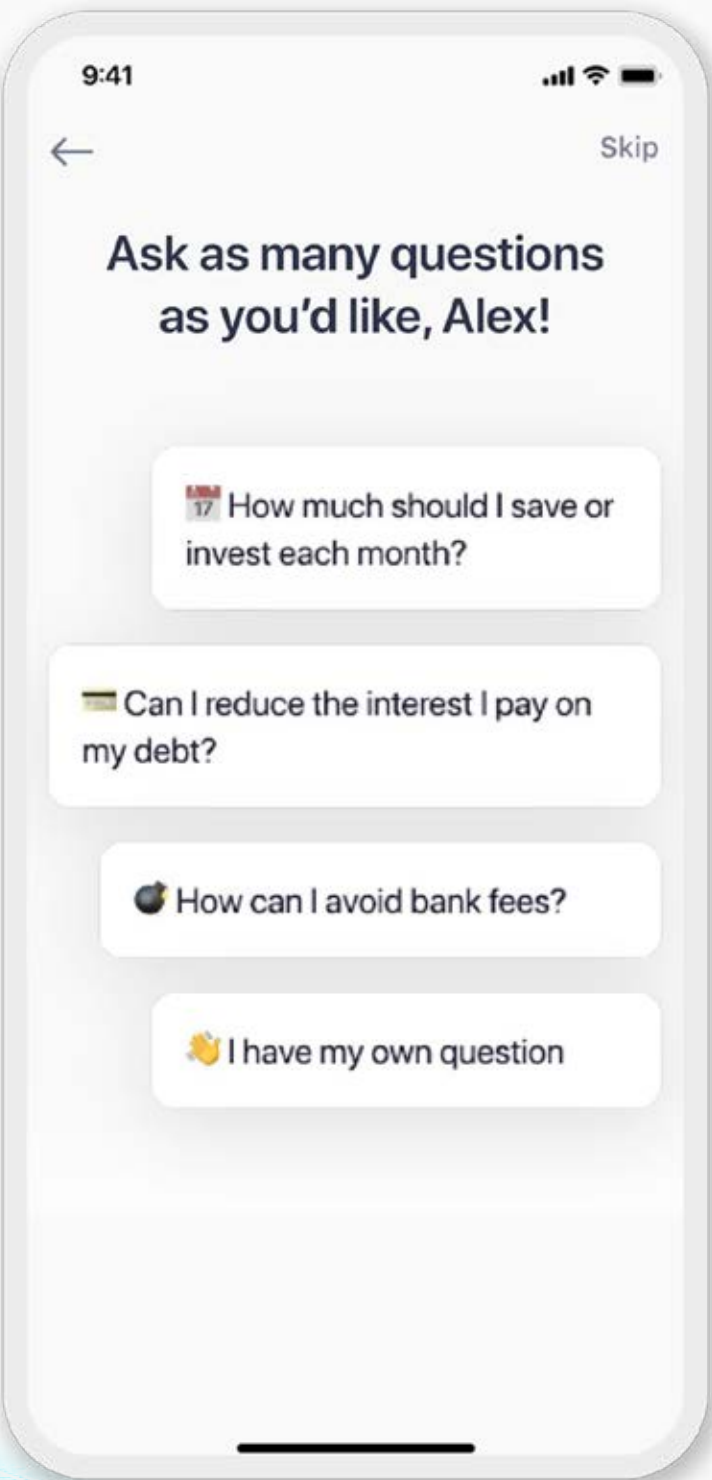 9:41
Skip
Ask as many questions
as you’d like, Alex!
17 How much should I save or
invest each month?
Can I reduce the interest I pay on
my debt?
How can I avoid bank fees?
I have my own question